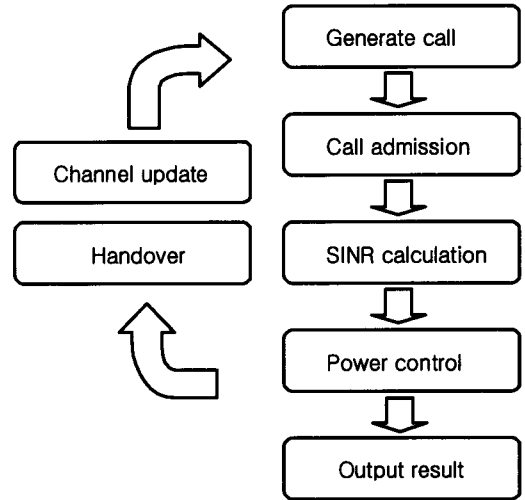 Generate call
Call admission
SINR calculation
Power control
Output result
Handover
Channel update